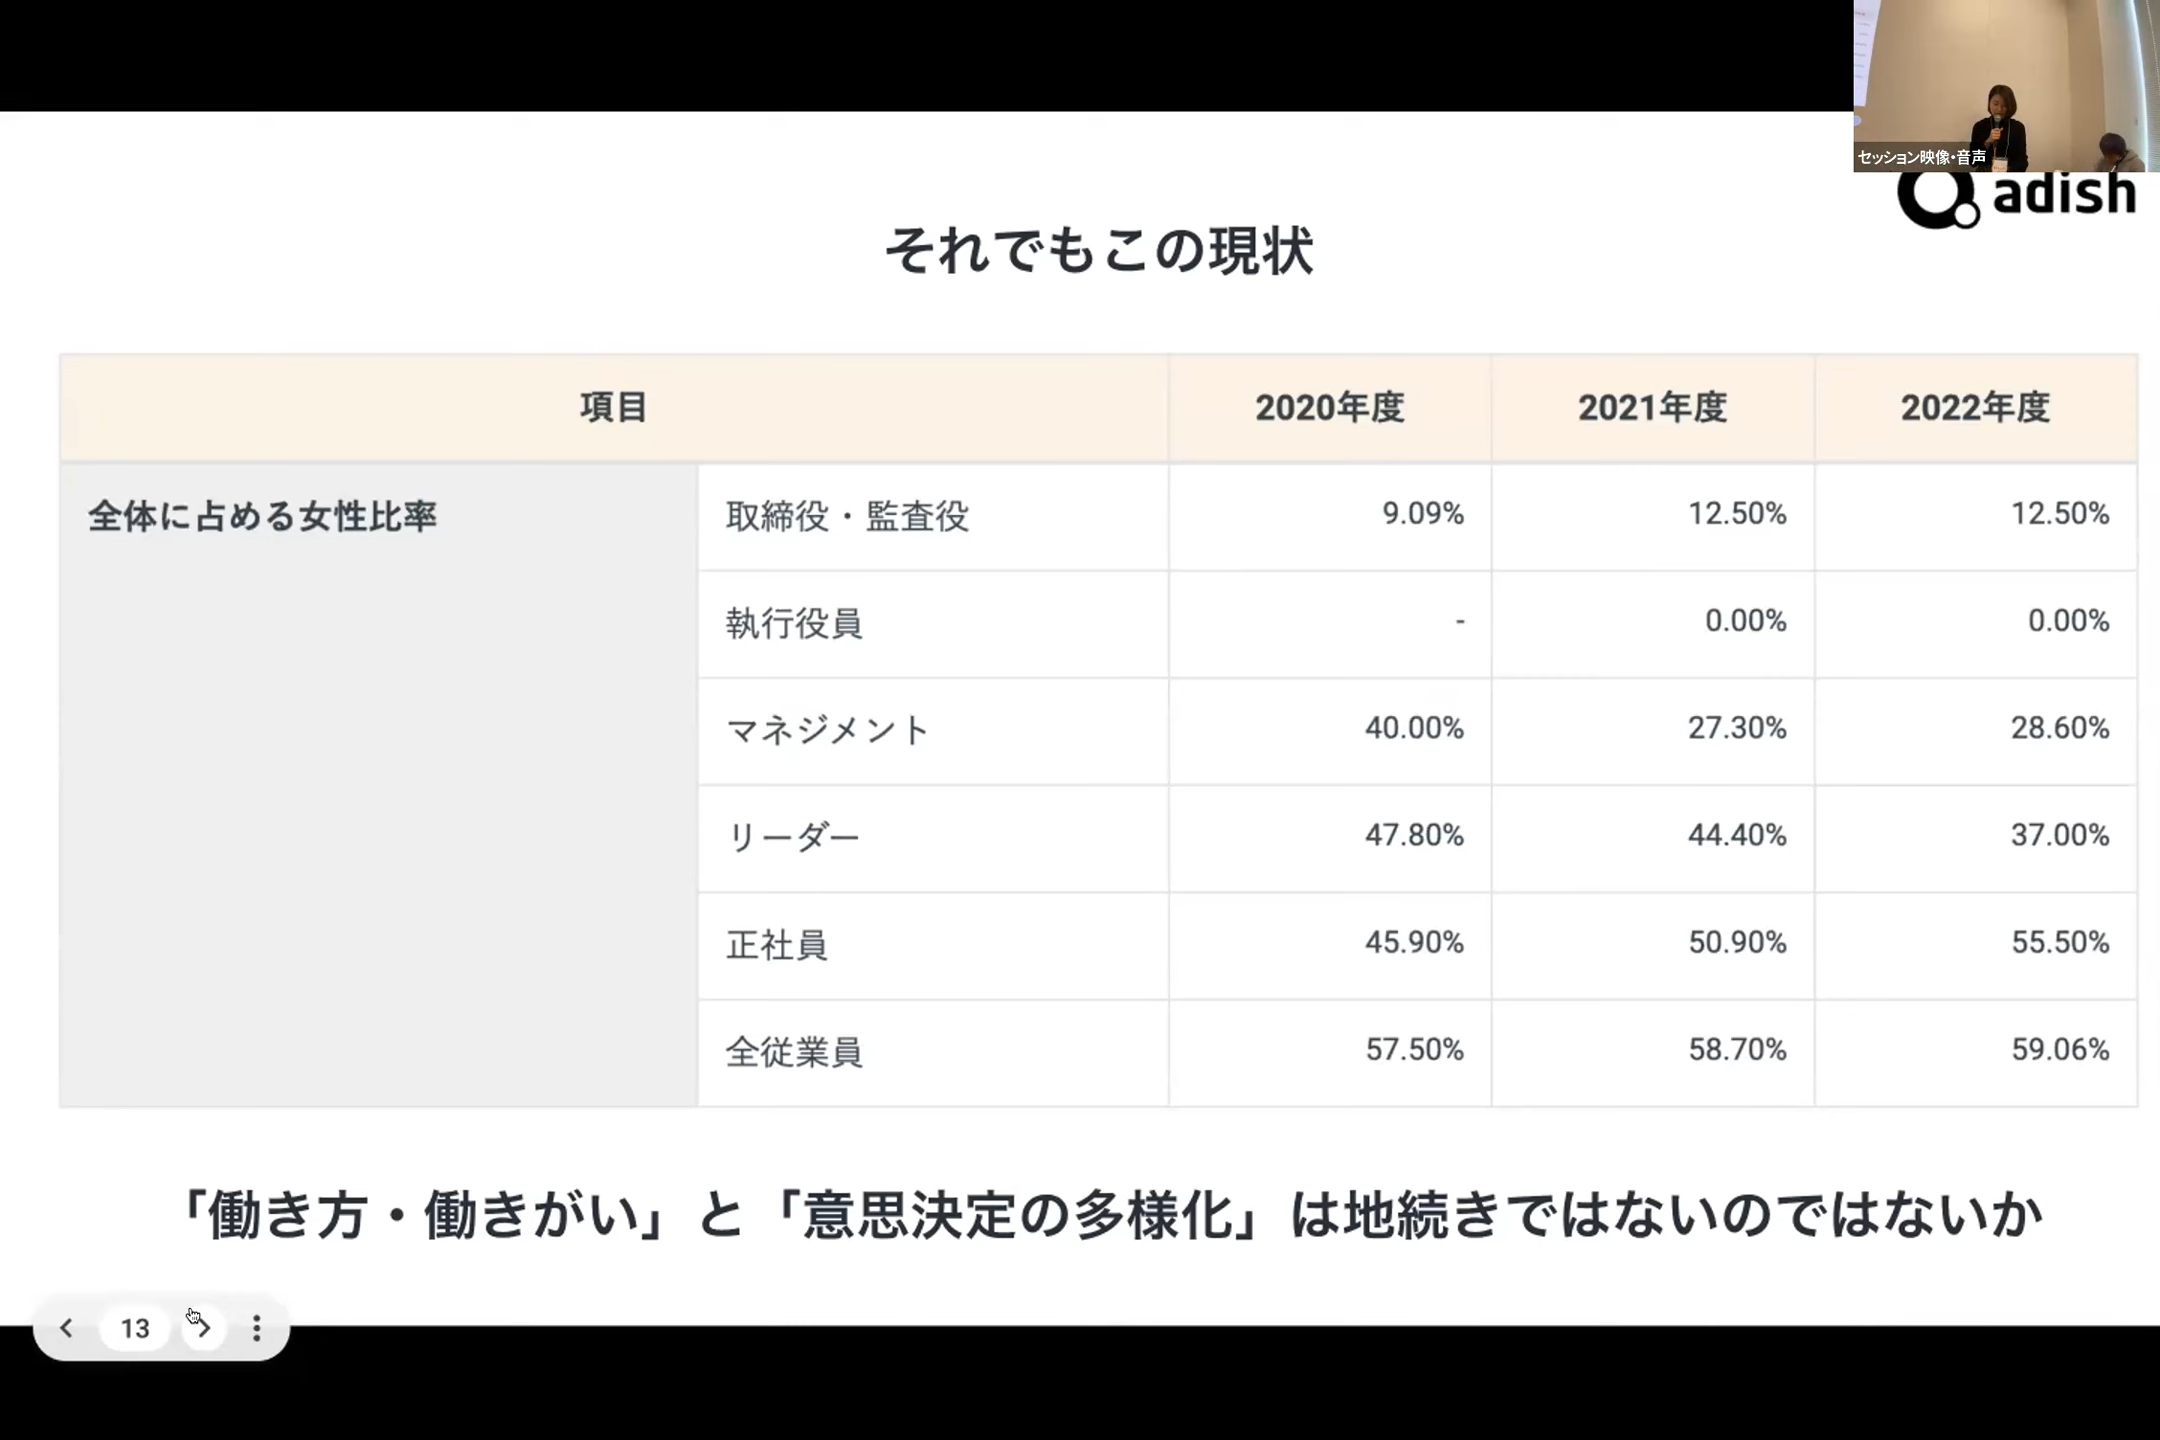 セッション映像・音声
adish
それでもこの現状
項目 2020年度 2021年度 2022年度
全体に占める女性比率 取締役・監査役 9.09% 12.50% 12.50%
執行役員 - 0.00% 0.00%
マネジメント 40.00% 27.30% 28.60%
リーダー 47.80% 44.40% 37.00%
正社員 45.90% 50.90% 55.50%
全従業員 57.50% 58.70% 59.06%
「働き方・働きがい」と「意思決定の多様化」は地続きではないのではないか
13